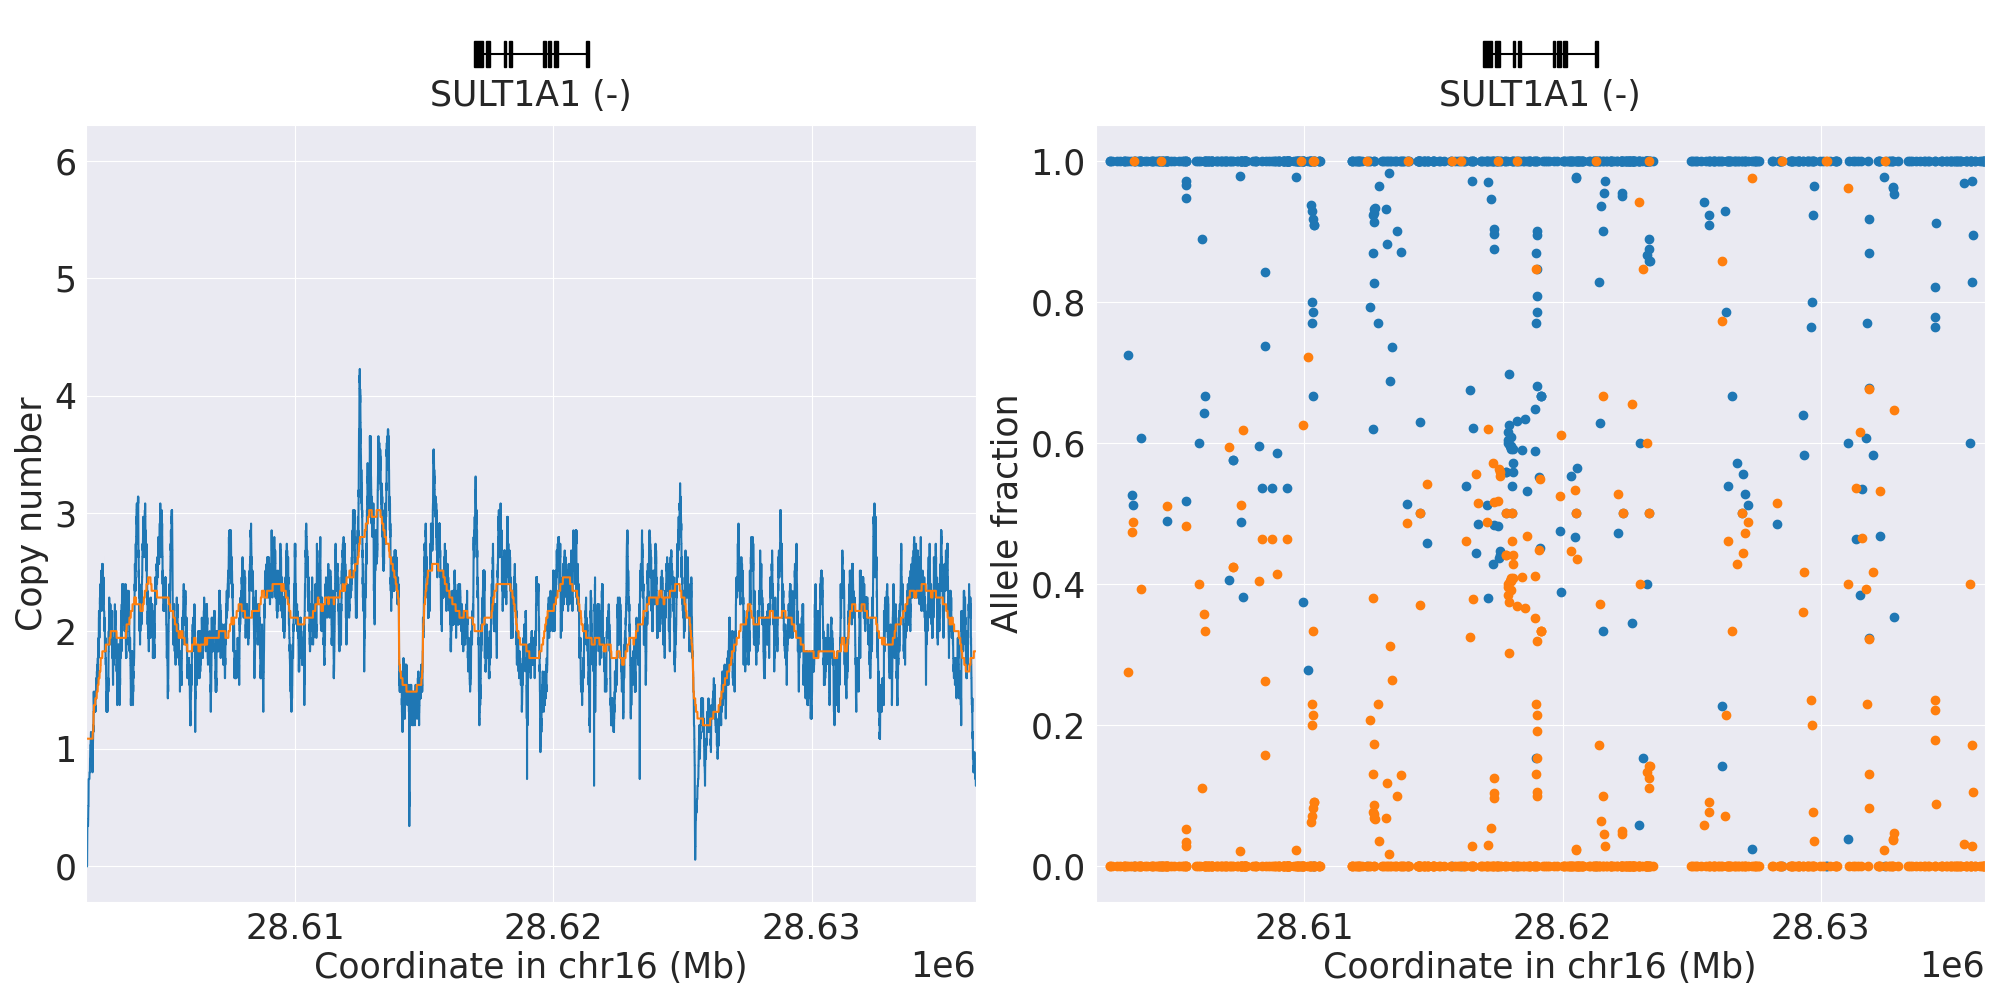 SULT1A1 (-)
6
5
4
3
2
1
0
Copy number
28.61
28.62
28.63
Coordinate in chr16 (Mb)
1e6
SULT1A1 (-)
1.0
0.8
0.6
0.4
0.2
0.0
Allele fraction
28.61
28.62
28.63
Coordinate in chr16 (Mb)
1e6